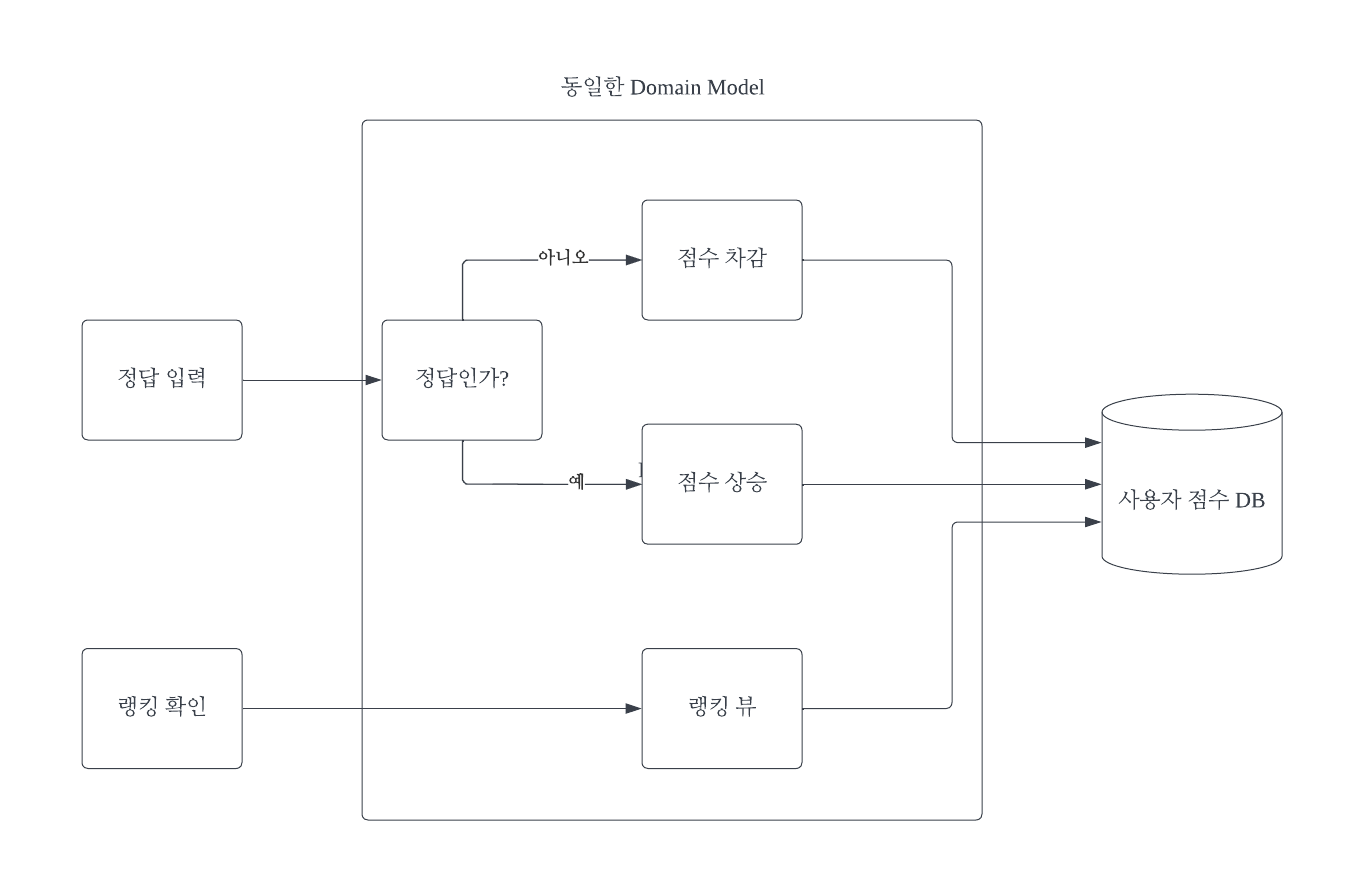 동일한 Domain Model
아니오
점수 차감
정답 입력
정답인가?
예
점수 상승
사용자 점수 DB
랭킹 확인
랭킹 뷰